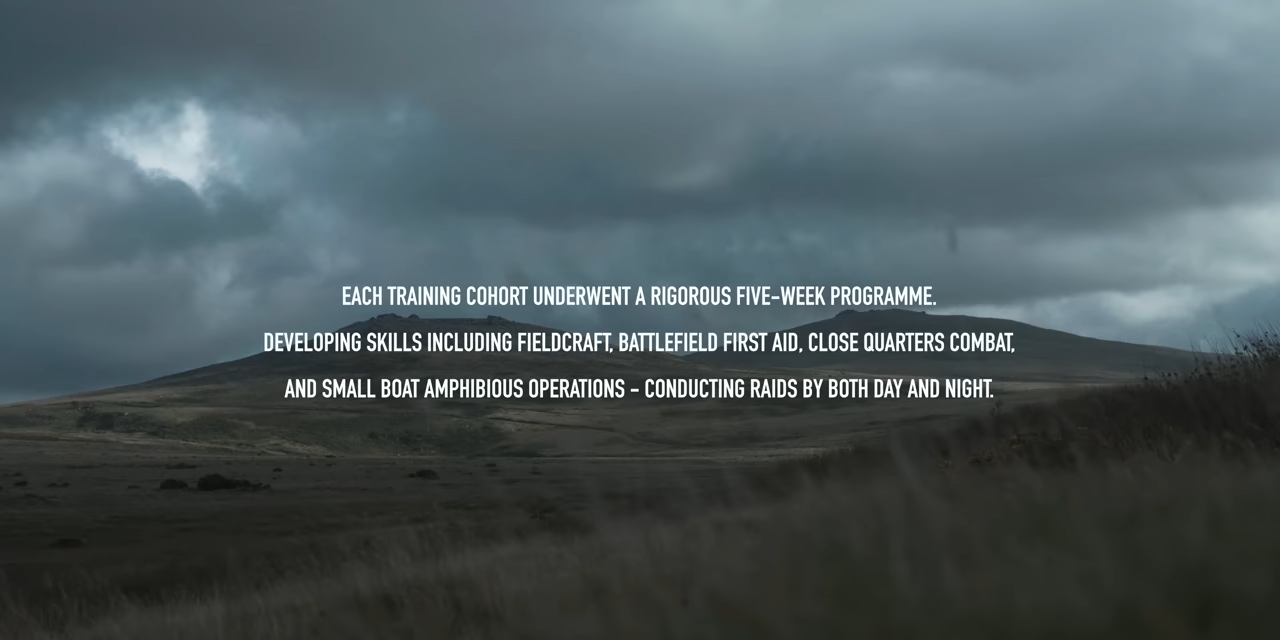 EACH TRAINING COHORT UNDERWENT A RIGOROUS FIVE-WEEK PROGRAMME.
DEVELOPING SKILLS INCLUDING FIELDCRAFT, BATTLEFIELD FIRST AID, CLOSE QUARTERS COMBAT,
AND SMALL BOAT AMPHIBIOUS OPERATIONS - CONDUCTING RAIDS BY BOTH DAY AND NIGHT.